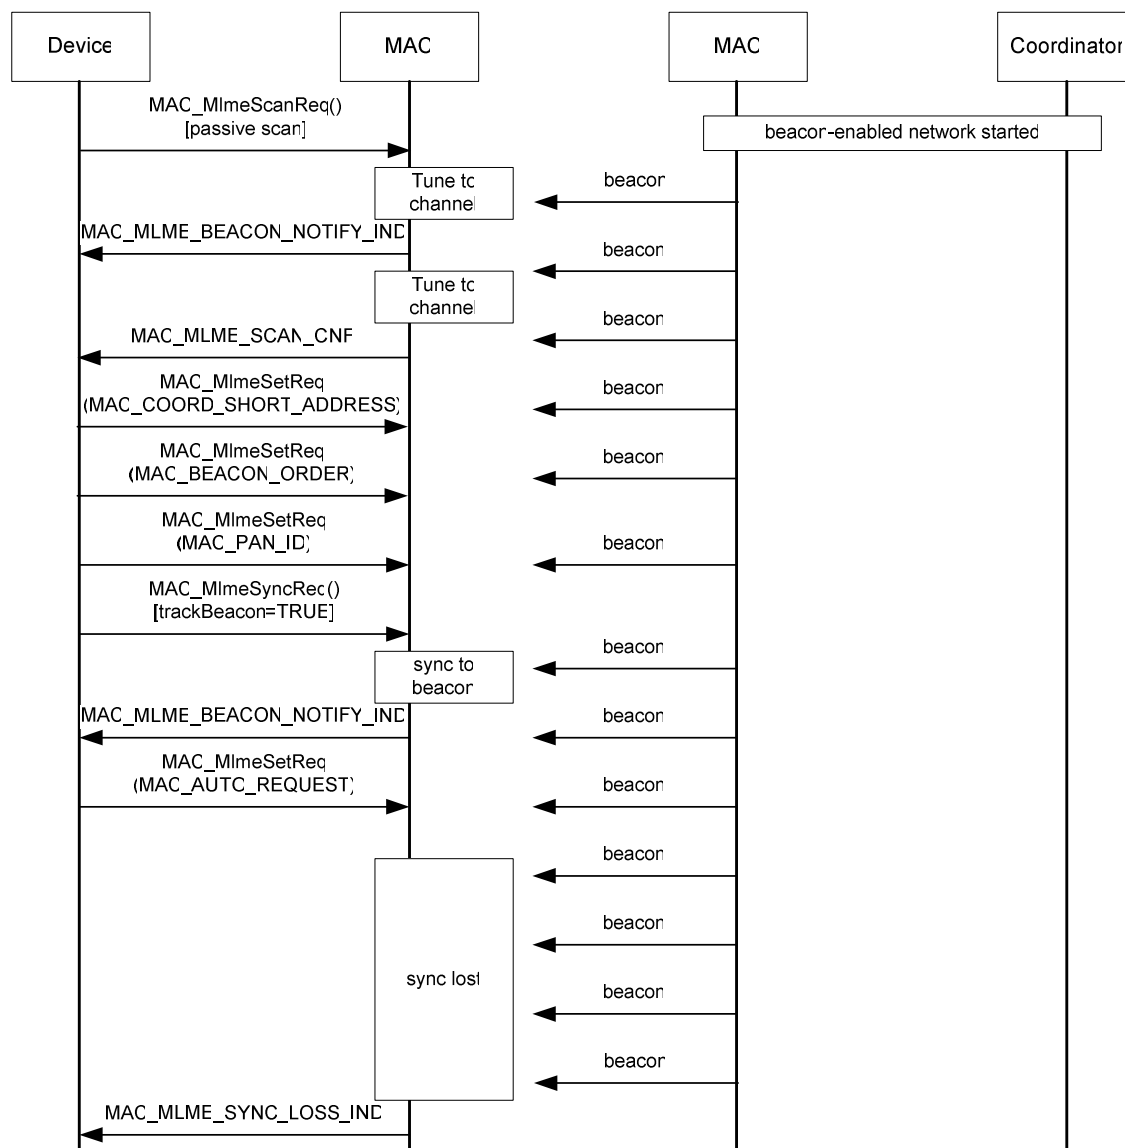 Device
MAC
MAC
Coordinator
MAC_MlmeScanReq()
[passive scan]
beacon-enabled network started
Tune to
channel
beacon
MAC_MLME_BEACON_NOTIFY_IND
beacon
Tune to
channel
beacon
MAC_MLME_SCAN_CNF
MAC_MlmeSetReq
(MAC_COORD_SHORT_ADDRESS)
beacon
MAC_MlmeSetReq
(MAC_BEACON_ORDER)
beacon
MAC_MlmeSetReq
(MAC_PAN_ID)
beacon
MAC_MlmeSyncReq()
[trackBeacon=TRUE]
beacon
sync to
beacon
MAC_MLME_BEACON_NOTIFY_IND
beacon
MAC_MlmeSetReq
(MAC_AUTO_REQUEST)
beacon
beacon
beacon
sync lost
beacon
beacon
MAC_MLME_SYNC_LOSS_IND